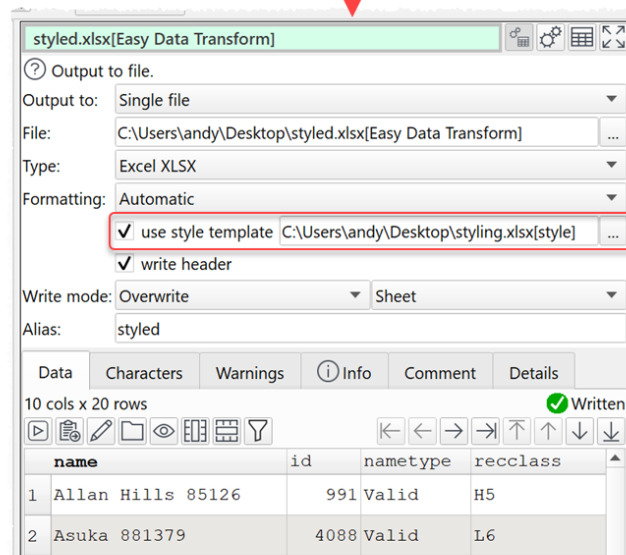 styled.xlsx[Easy Data Transform]
? Output to file.
Output to: Single file
File: C:\Users\andy\Desktop\styled.xlsx[Easy Data Transform] ...
Type: Excel XLSX
Formatting: Automatic
use style template C:\Users\andy\Desktop\styling.xlsx[style] ...
write header
Write mode: Overwrite Sheet
Alias: styled
Data Characters Warnings i Info Comment Details
10 cols x 20 rows Written
name id nametype recclass
1 Allan Hills 85126 991 Valid H5
2 Asuka 881379 4088 Valid L6